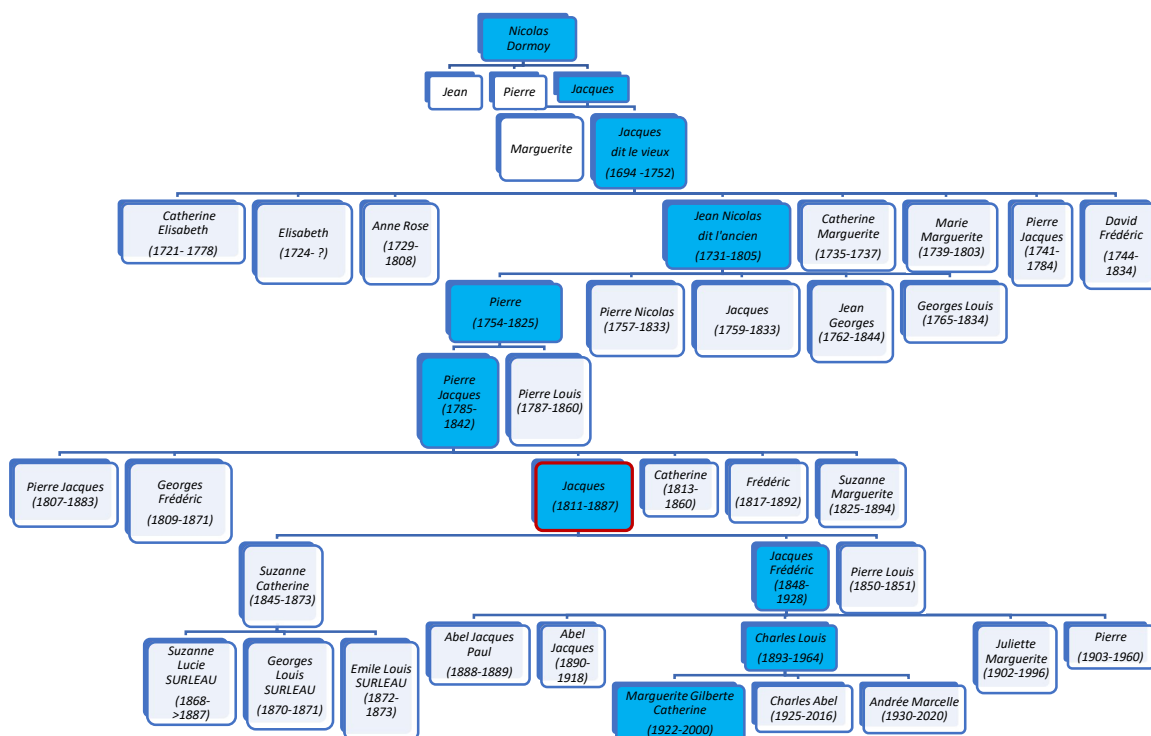 Nicolas
Dormoy
Jean
Pierre
Jacques
Marguerite
Jacques
dit le vieux
(1694 -1752)
Catherine
Elisabeth
(1721- 1778)
Elisabeth
(1724- ?)
Anne Rose
(1729-
1808)
Jean Nicolas
dit l'ancien
(1731-1805)
Catherine
Marguerite
(1735-1737)
Marie
Marguerite
(1739-1803)
Pierre
Jacques
(1741-
1784)
David
Frédéric
(1744-
1834)
Pierre
(1754-1825)
Pierre Nicolas
(1757-1833)
Jacques
(1759-1833)
Jean
Georges
(1762-1844)
Georges Louis
(1765-1834)
Pierre
Jacques
(1785-
1842)
Pierre Louis
(1787-1860)
Pierre Jacques
(1807-1883)
Georges
Frédéric
(1809-1871)
Jacques
(1811-1887)
Catherine
(1813-
1860)
Frédéric
(1817-1892)
Suzanne
Marguerite
(1825-1894)
Suzanne
Catherine
(1845-1873)
Jacques
Frédéric
(1848-
1928)
Pierre Louis
(1850-1851)
Suzanne
Lucie
SURLEAU
(1868-
>1887)
Georges
Louis
SURLEAU
(1870-1871)
Emile Louis
SURLEAU
(1872-
1873)
Abel Jacques
Paul
(1888-1889)
Abel
Jacques
(1890-
1918)
Charles Louis
(1893-1964)
Juliette
Marguerite
(1902-1996)
Pierre
(1903-1960)
Marguerite Gilberte
Catherine
(1922-2000)
Charles Abel
(1925-2016)
Andrée Marcelle
(1930-2020)